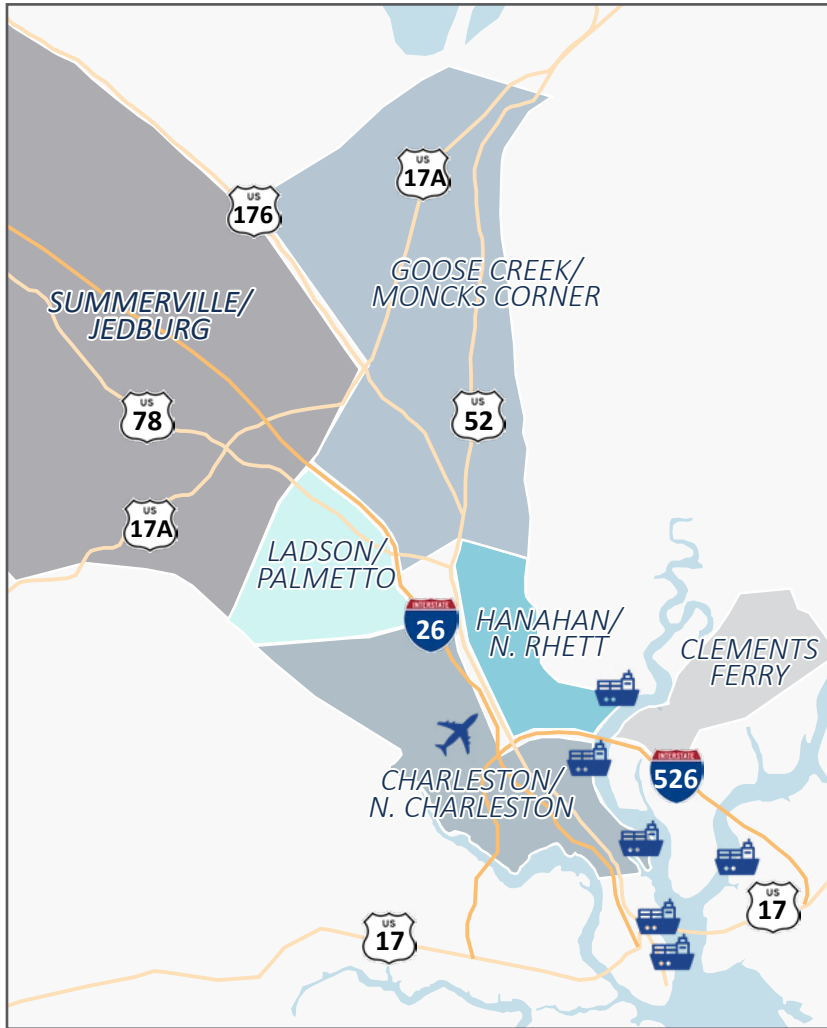 US
17A
US
176
GOOSE CREEK/
MONCKS CORNER
SUMMERVILLE/
JEDBURG
US
78
US
52
US
17A
LADSON/
PALMETTO
INTERSTATE
26
HANAHAN/
N. RHETT
CLEMENTS
FERRY
INTERSTATE
526
CHARLESTON/
N. CHARLESTON
US
17
US
17